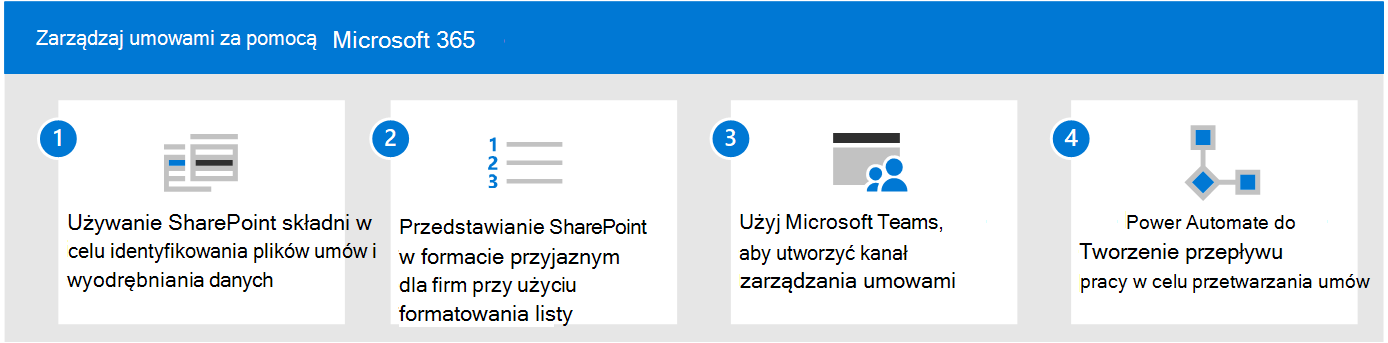 Zarządzaj umowami za pomocą Microsoft 365
1
Używanie SharePoint składni w
celu identyfikowania plików umów i
wyodrębniania danych
2
1
2
3
Przedstawianie SharePoint
w formacie przyjaznym
dla firm przy użyciu
formatowania listy
3
Użyj Microsoft Teams,
aby utworzyć kanał
zarządzania umowami
4
Power Automate do
Tworzenie przepływu
pracy w celu przetwarzania umów